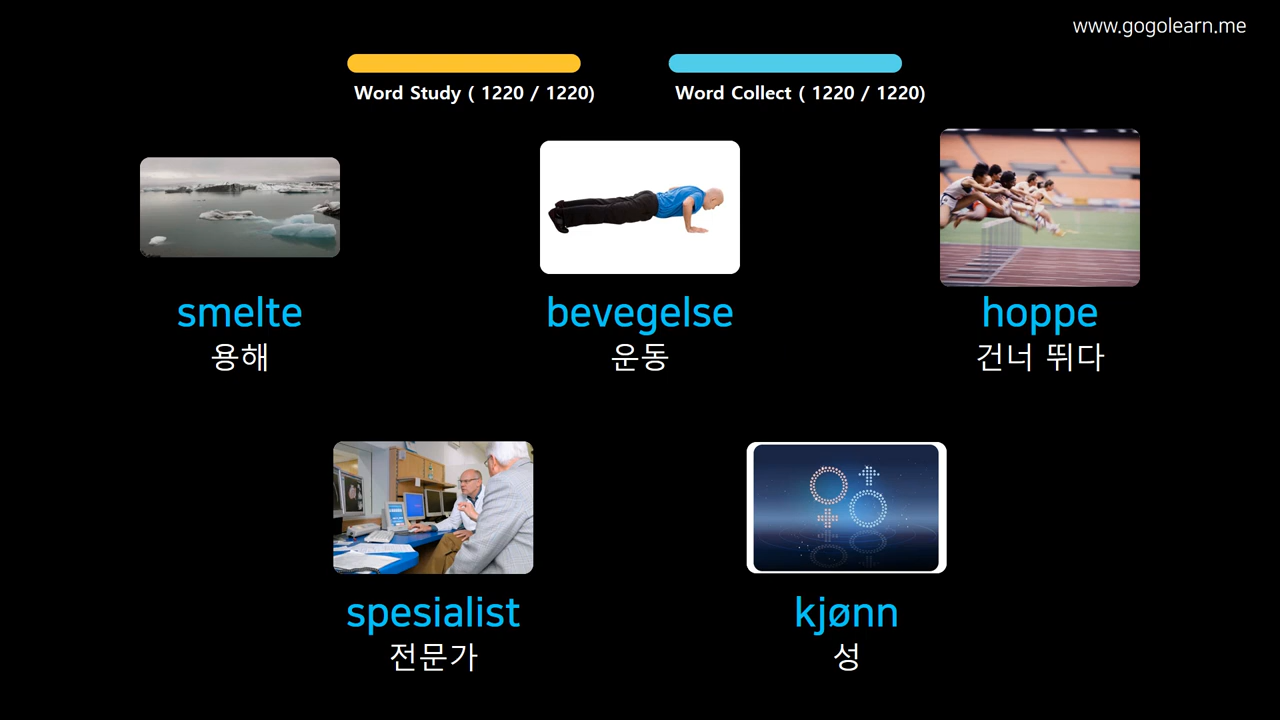 www.gogolearn.me
Word Study ( 1220 / 1220)
Word Collect ( 1220 / 1220)
smelte
용해
bevegelse
운동
hoppe
건너 뛰다
spesialist
전문가
kjønn
성